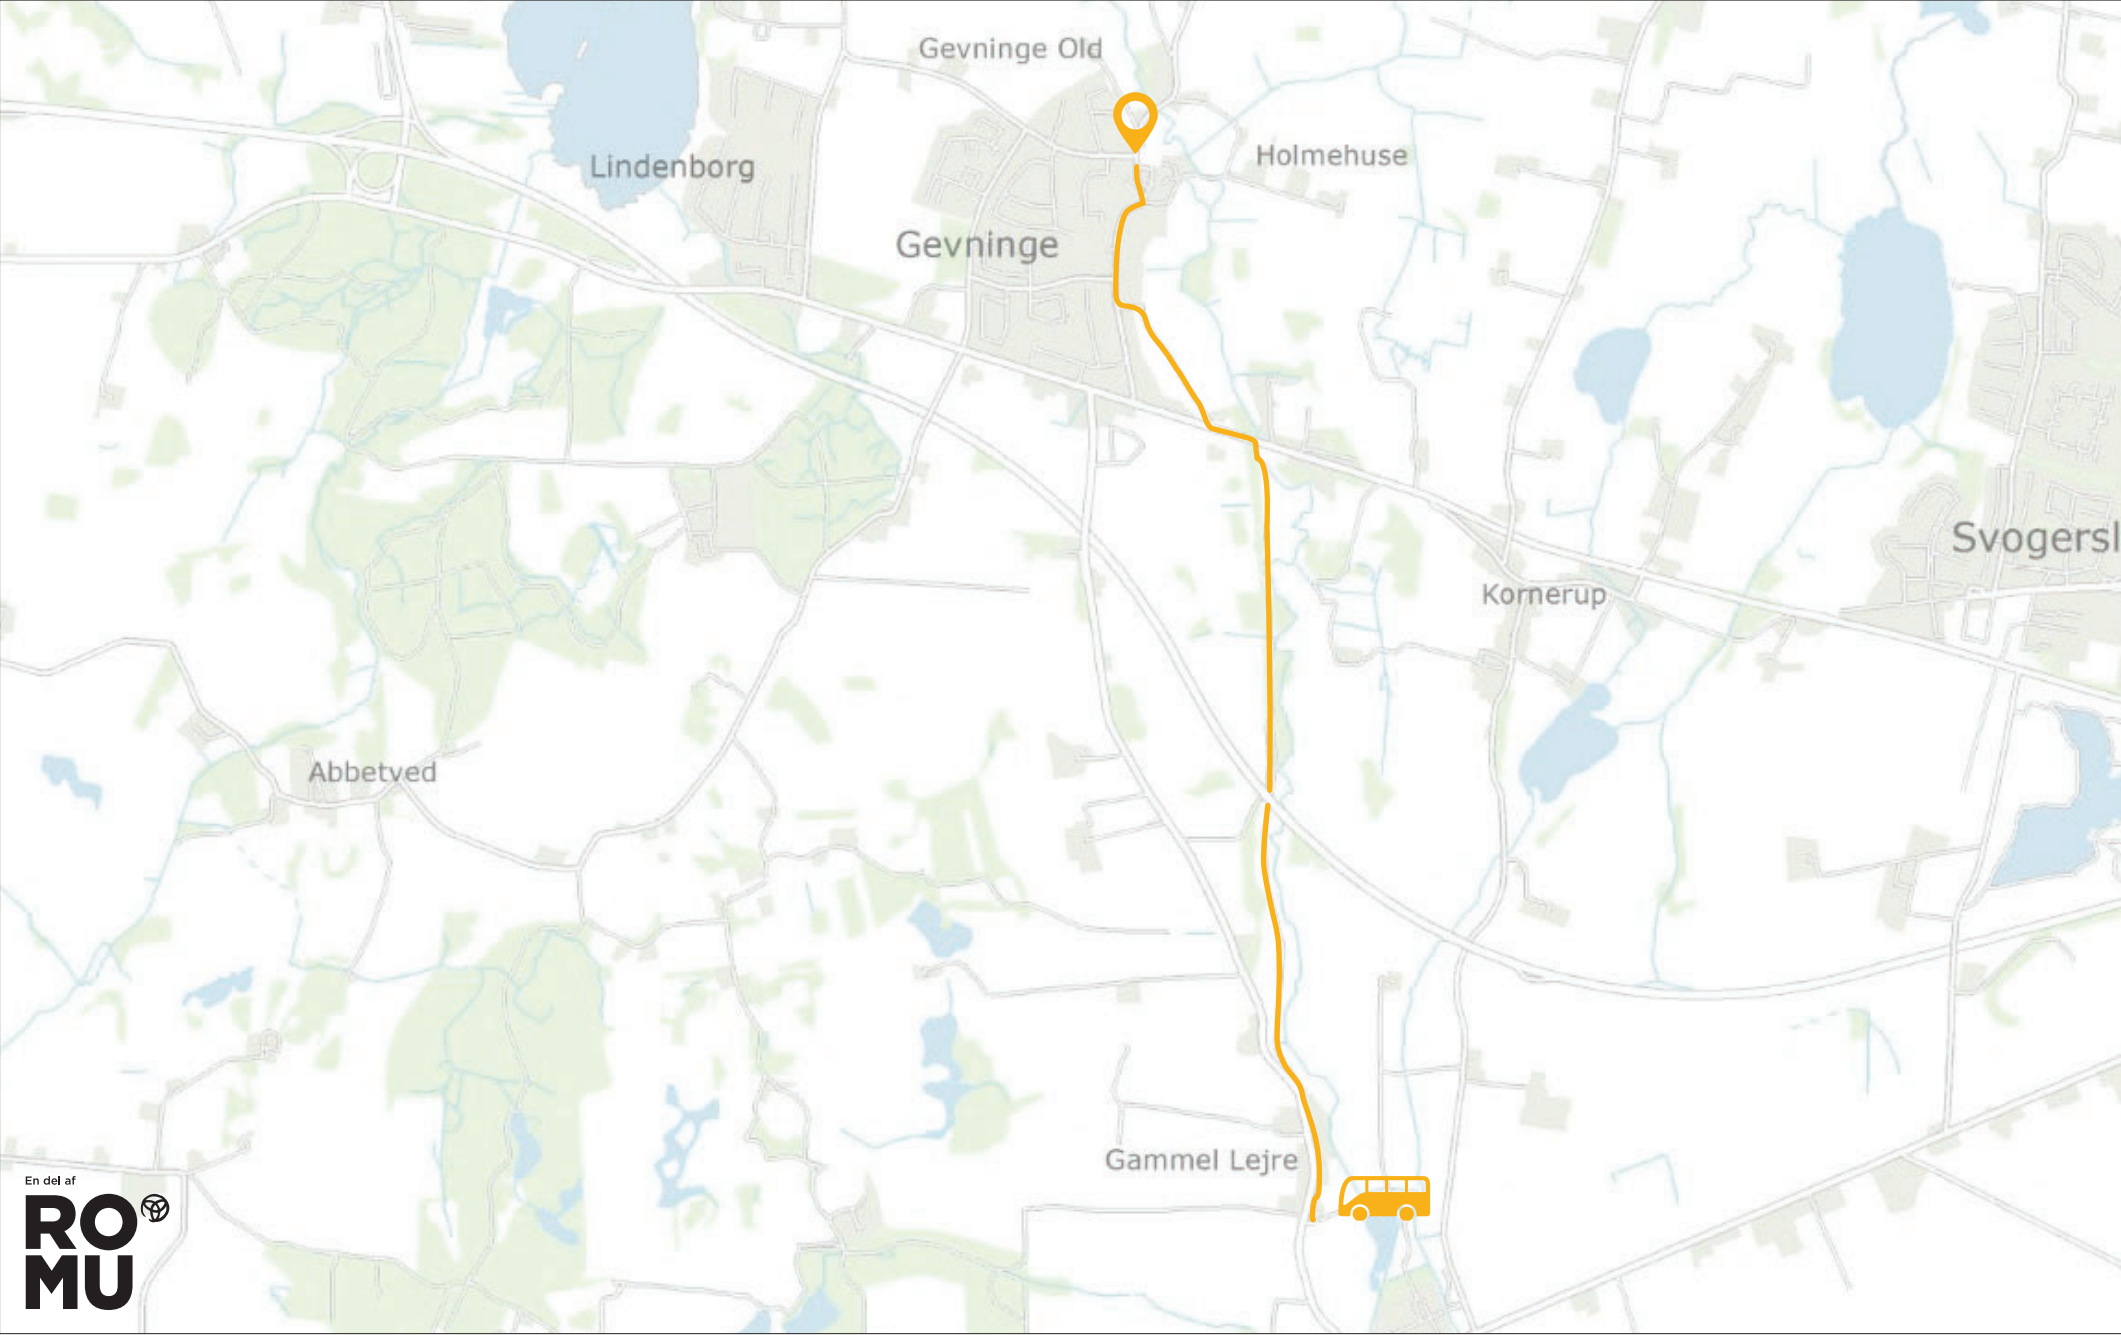 Gevninge Old
Lindenborg
Holmehuse
Gevninge
Svogersl
Kornerup
Abbetved
Gammel Lejre
En del af
RO
MU